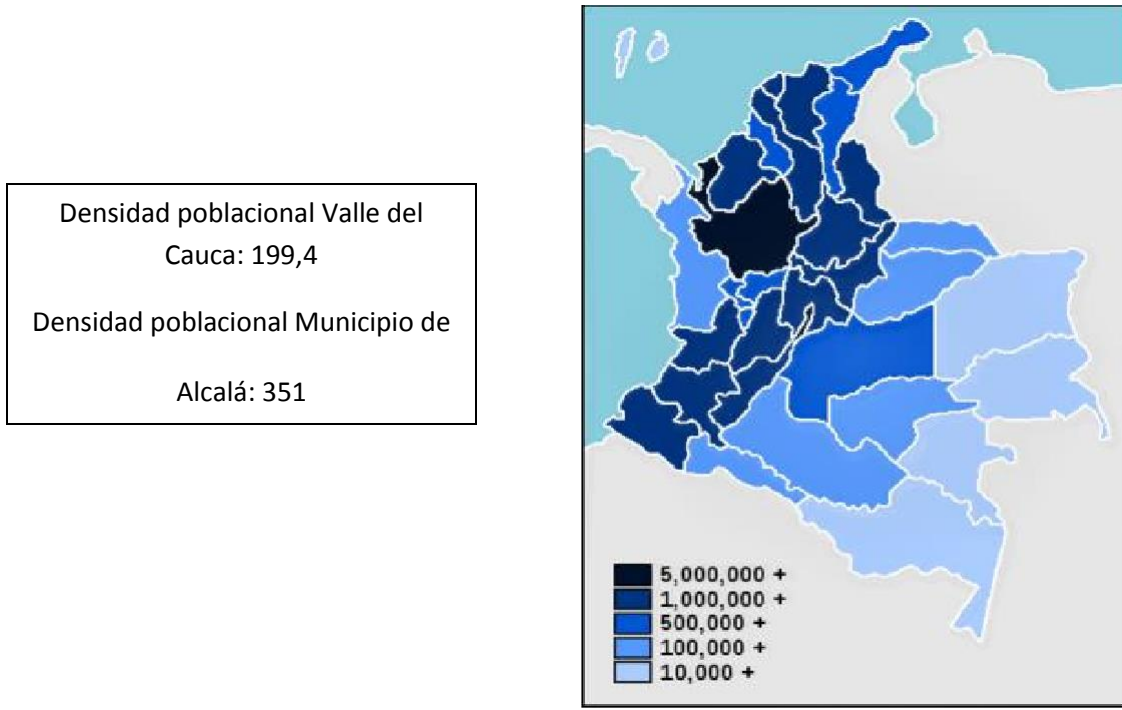 Densidad poblacional Valle del
Cauca: 199,4
Densidad poblacional Municipio de
Alcalá: 351
5,000,000 +
1,000,000 +
500,000 +
100,000 +
10,000 +